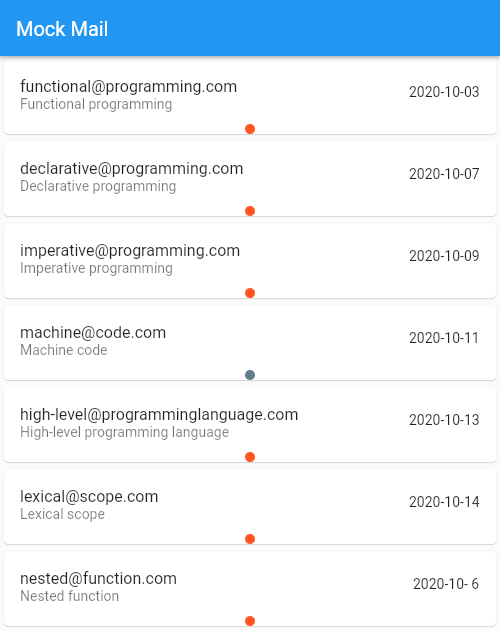 Mock Mail
functional@programming.com
2020-10-03
Functional programming
declarative@programming.com
2020-10-07
Declarative programming
imperative@programming.com
2020-10-09
Imperative programming
machine@code.com
2020-10-11
Machine code
high-level@programminglanguage.com
2020-10-13
High-level programming language
lexical@scope.com
2020-10-14
Lexical scope
nested@function.com
2020-10- 6
Nested function